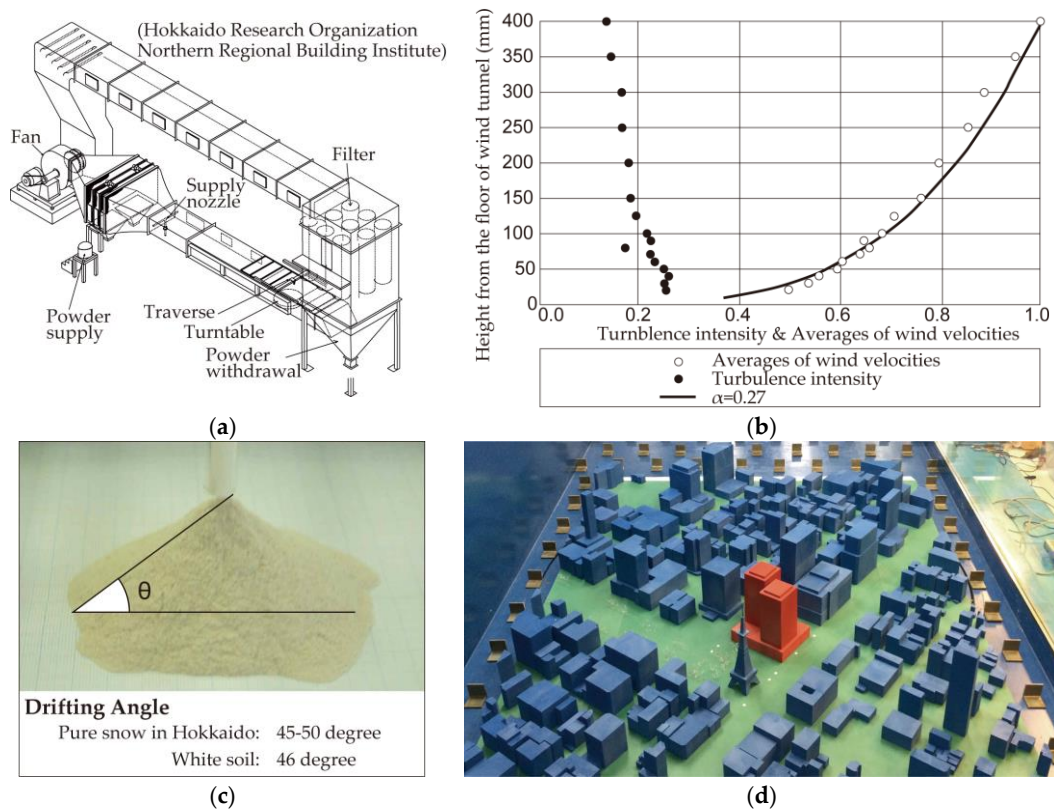 (Hokkaido Research Organization
Northern Regional Building Institute)
Fan
Filter
Supply
nozzle
Powder
supply
Traverse
Turntable
Powder
withdrawal
(a)
Height from the floor of wind tunnel (mm)
400
350
300
250
200
150
100
50
0
0.0 0.2 0.4 0.6 0.8 1.0
Turnblence intensity & Averages of wind velocities
Averages of wind velocities
Turbulence intensity
α=0.27
(b)
θ
Drifting Angle
Pure snow in Hokkaido: 45-50 degree
White soil: 46 degree
(c)
(d)